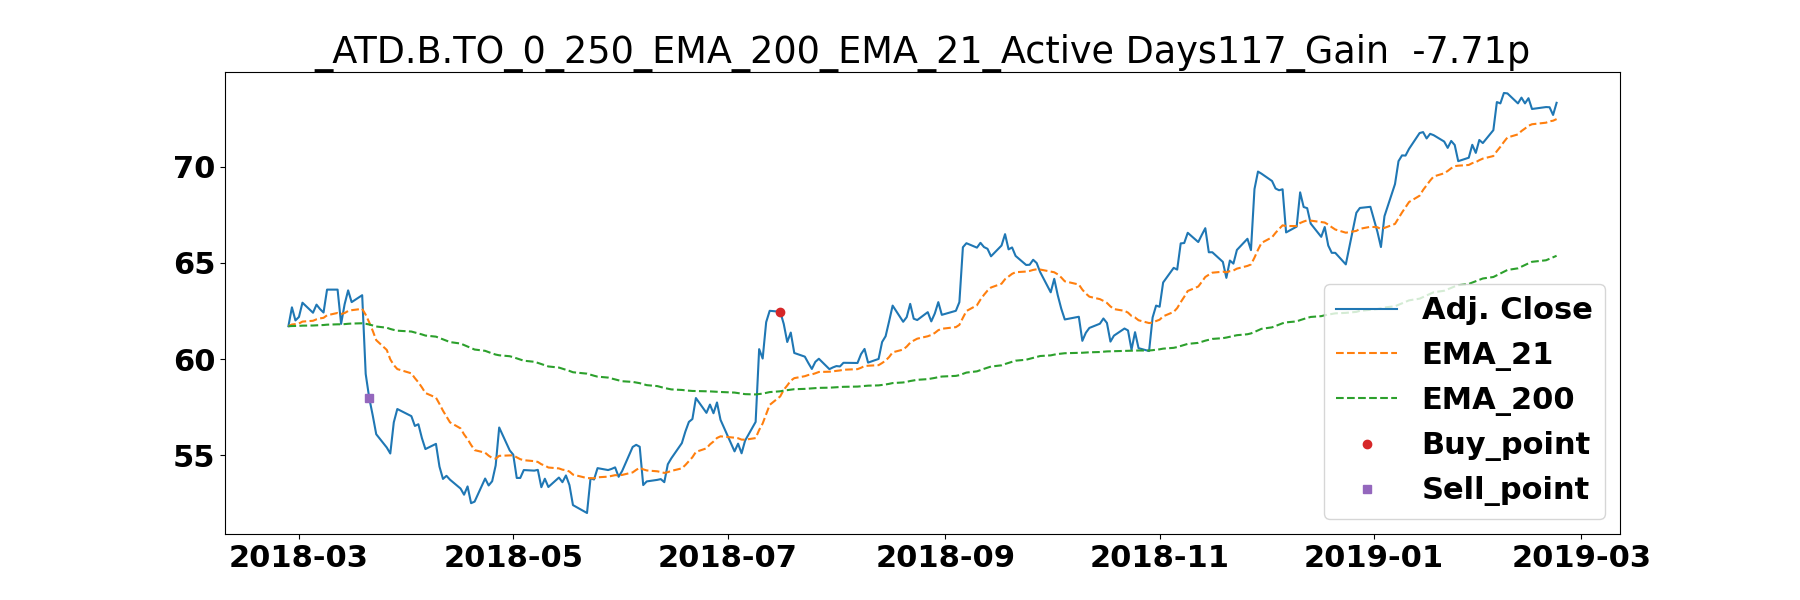 _ATD.B.TO_0_250_EMA_200_EMA_21_Active Days117_Gain  -7.71p
70
65
60
55
Adj. Close
EMA_21
EMA_200
Buy_point
Sell_point
2018-03 2018-05 2018-07 2018-09 2018-11 2019-01 2019-03